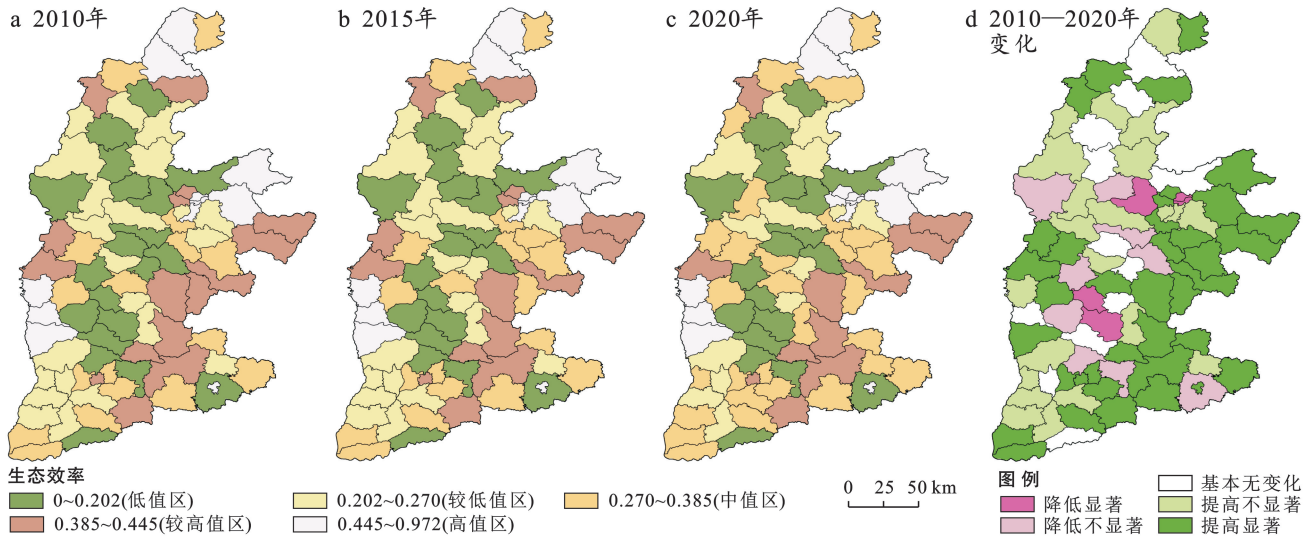 a 2010年
b 2015年
c 2020年
d 2010—2020年
变化
生态效率
0~0.202(低值区)
0.202~0.270(较低值区)
0.270~0.385(中值区)
0.385~0.445(较高值区)
0.445~0.972(高值区)
0 25 50 km
图例
降低显著
降低不显著
基本无变化
提高不显著
提高显著